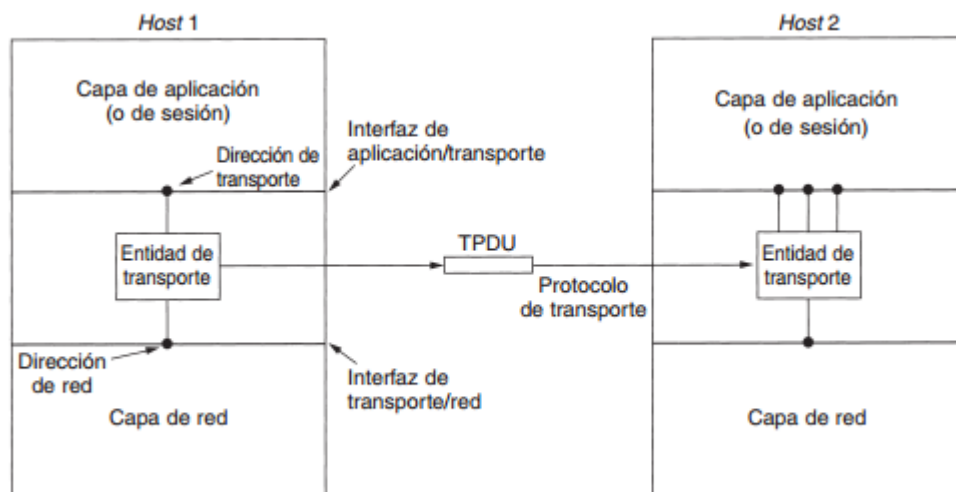 Host 1
Host 2
Capa de aplicación
(o de sesión)
Capa de aplicación
(o de sesión)
Dirección de
transporte
Interfaz de
aplicación/transporte
Entidad de
transporte
TPDU
Protocolo
de transporte
Entidad de
transporte
Dirección
de red
Interfaz de
transporte/red
Capa de red
Capa de red